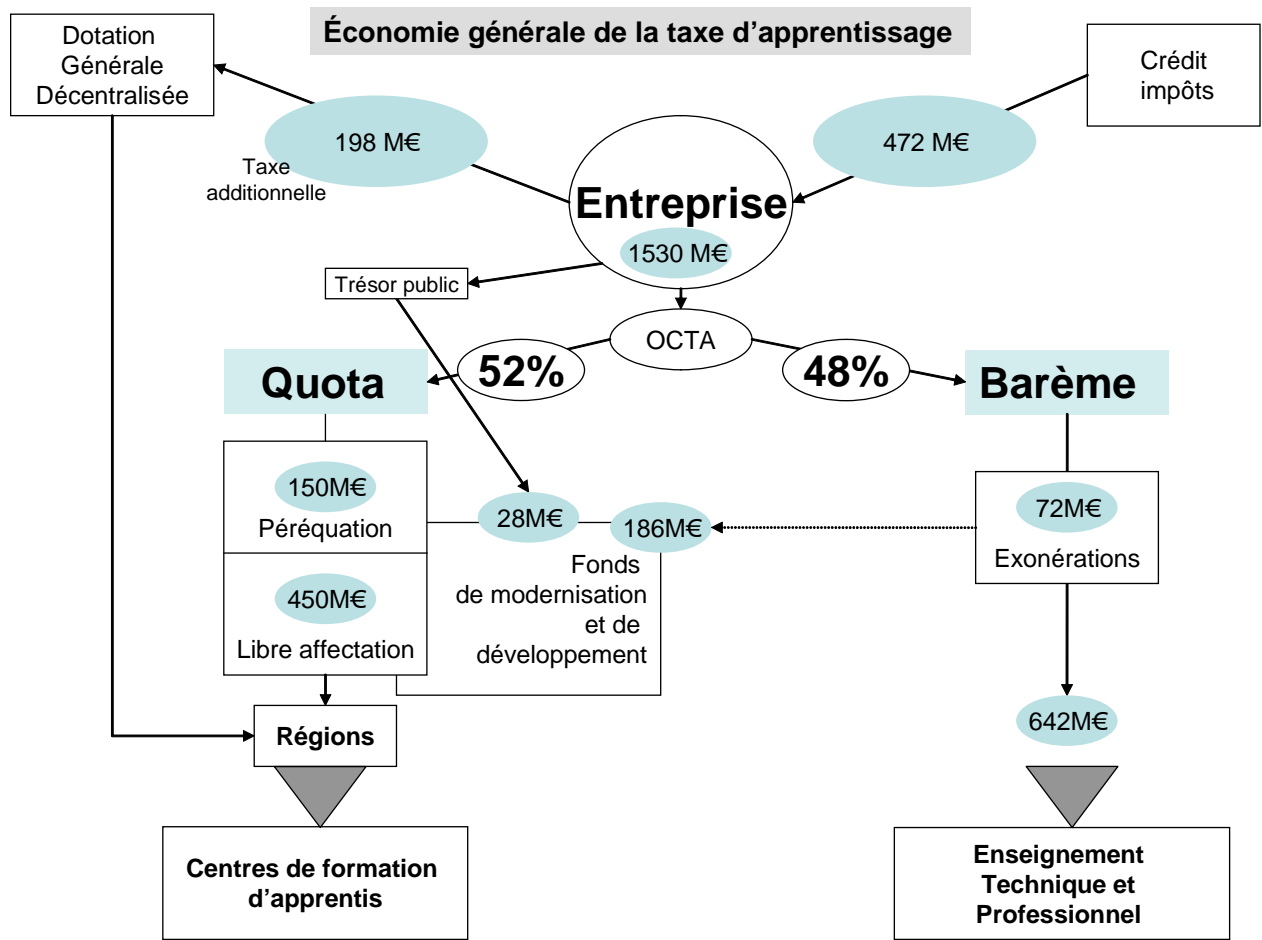 Économie générale de la taxe d'apprentissage
Dotation
Générale
Décentralisée
Crédit
impôts
198 M€
472 M€
Taxe
additionnelle
Entreprise
1530 M€
Trésor public
OCTA
52%
48%
Quota
Barème
150M€
Péréquation
28M€
186M€
72M€
Exonérations
Fonds
de modernisation
et de
développement
450M€
Libre affectation
Régions
642M€
Centres de formation
d'apprentis
Enseignement
Technique et
Professionnel